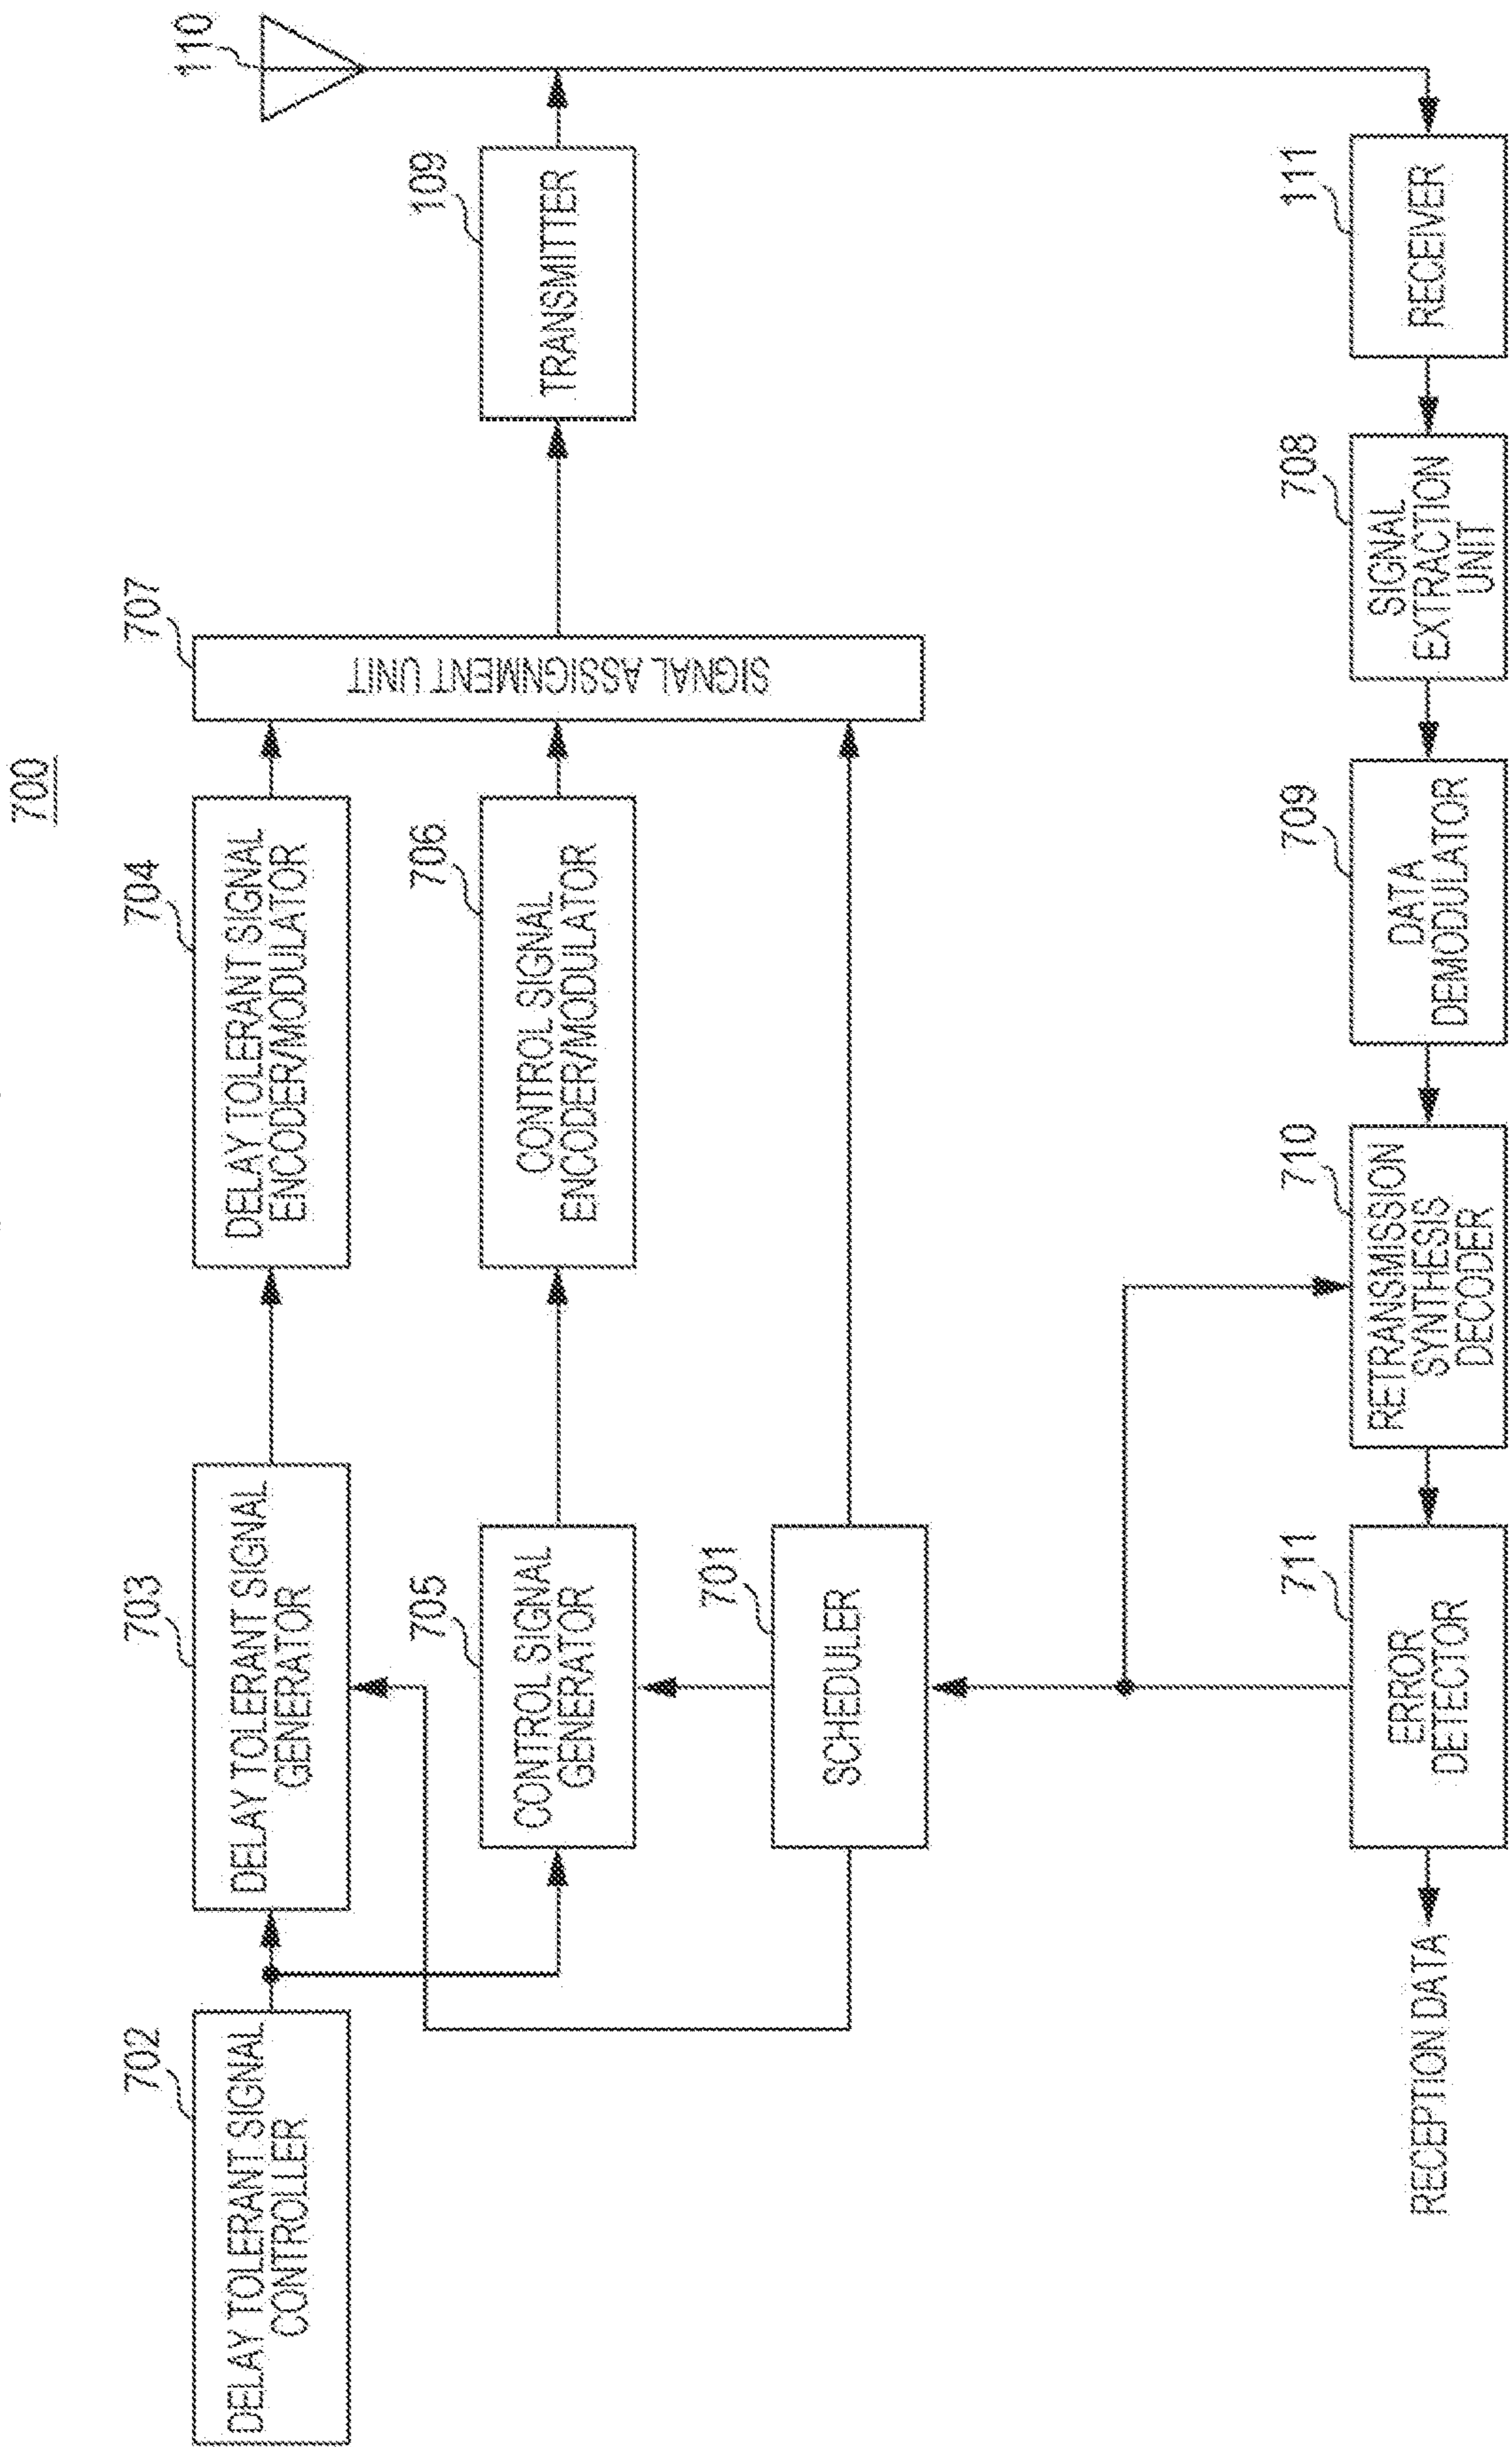 700
702
DELAY TOLERANT SIGNAL
CONTROLLER
703
DELAY TOLERANT SIGNAL
GENERATOR
704
DELAY TOLERANT SIGNAL
ENCODER/MODULATOR
707
SIGNAL ASSIGNMENT UNIT
110
705
CONTROL SIGNAL
GENERATOR
706
CONTROL SIGNAL
ENCODER/MODULATOR
109
TRANSMITTER
701
SCHEDULER
711
ERROR
DETECTOR
710
RETRANSMISSION
SYNTHESIS
DECODER
709
DATA
DEMODULATOR
708
SIGNAL
EXTRACTION
UNIT
111
RECEIVER
RECEPTION DATA